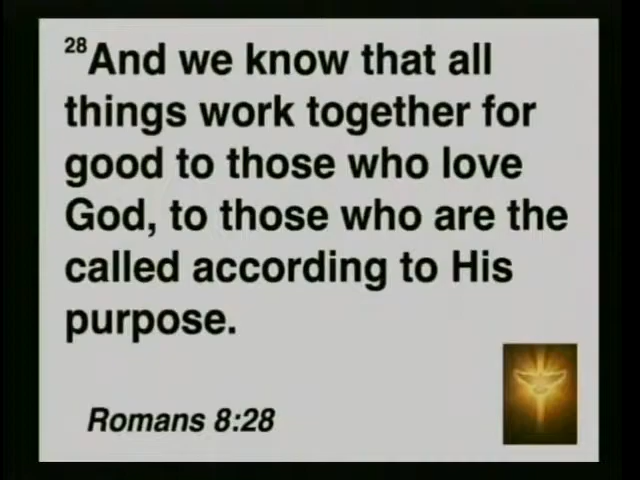 28And we know that all
things work together for
good to those who love
God, to those who are the
called according to His
purpose.
Romans 8:28